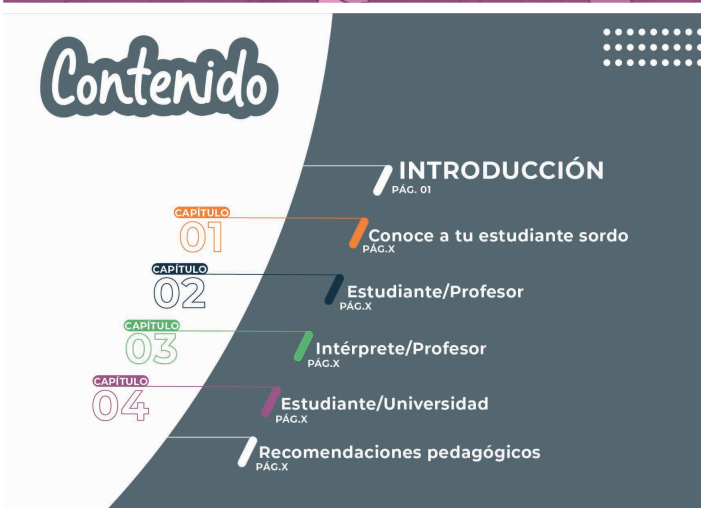 Contenido
INTRODUCCIÓN
PÁG. 01
CAPÍTULO
01
Conoce a tu estudiante sordo
PÁG.X
CAPÍTULO
02
Estudiante/Profesor
PÁG.X
CAPÍTULO
03
Intérprete/Profesor
PÁG.X
CAPÍTULO
04
Estudiante/Universidad
PÁG.X
Recomendaciones pedagógicos
PÁG.X